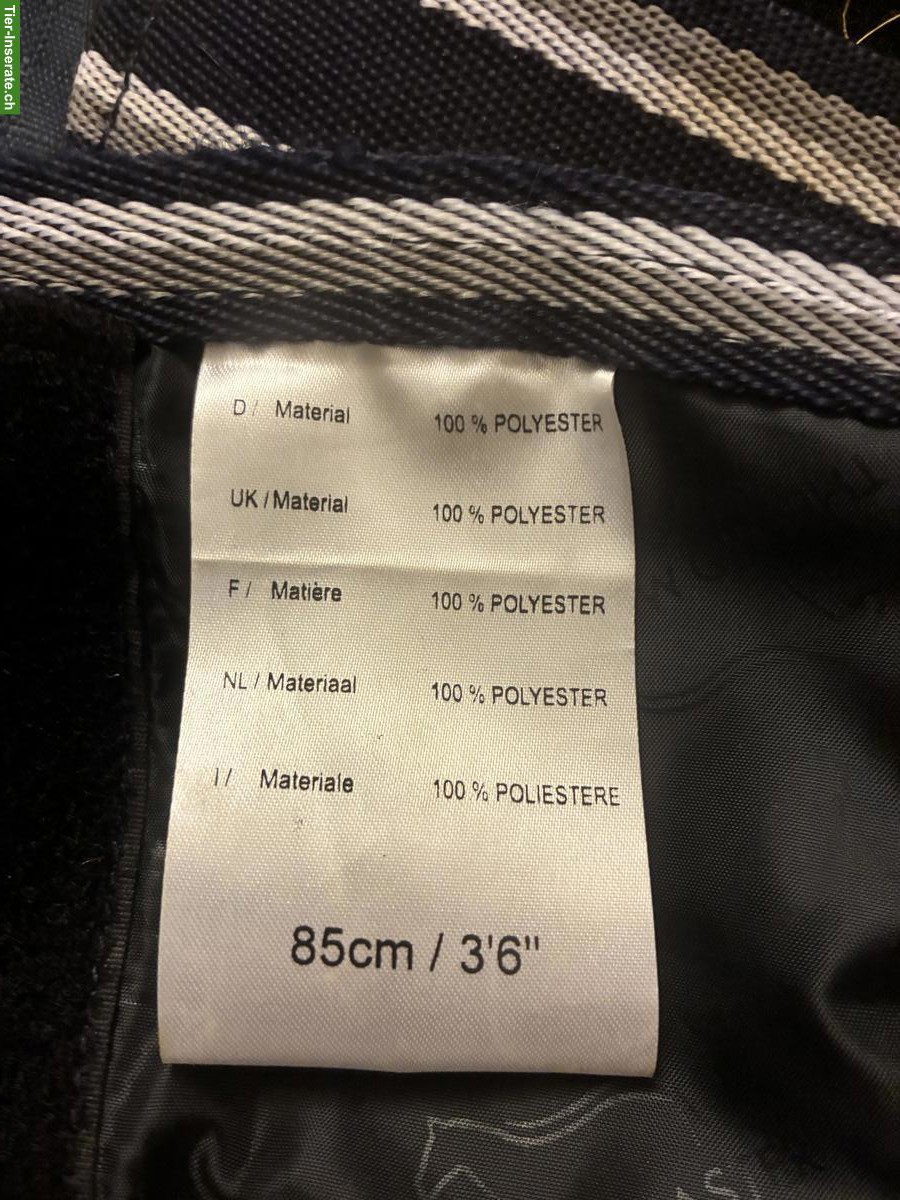 Tier-Inserate.ch
D / Material 100 % POLYESTER
UK / Material 100 % POLYESTER
F / Matière 100 % POLYESTER
NL / Materiaal 100 % POLYESTER
I / Materiale 100 % POLIESTERE
85cm / 3'6"